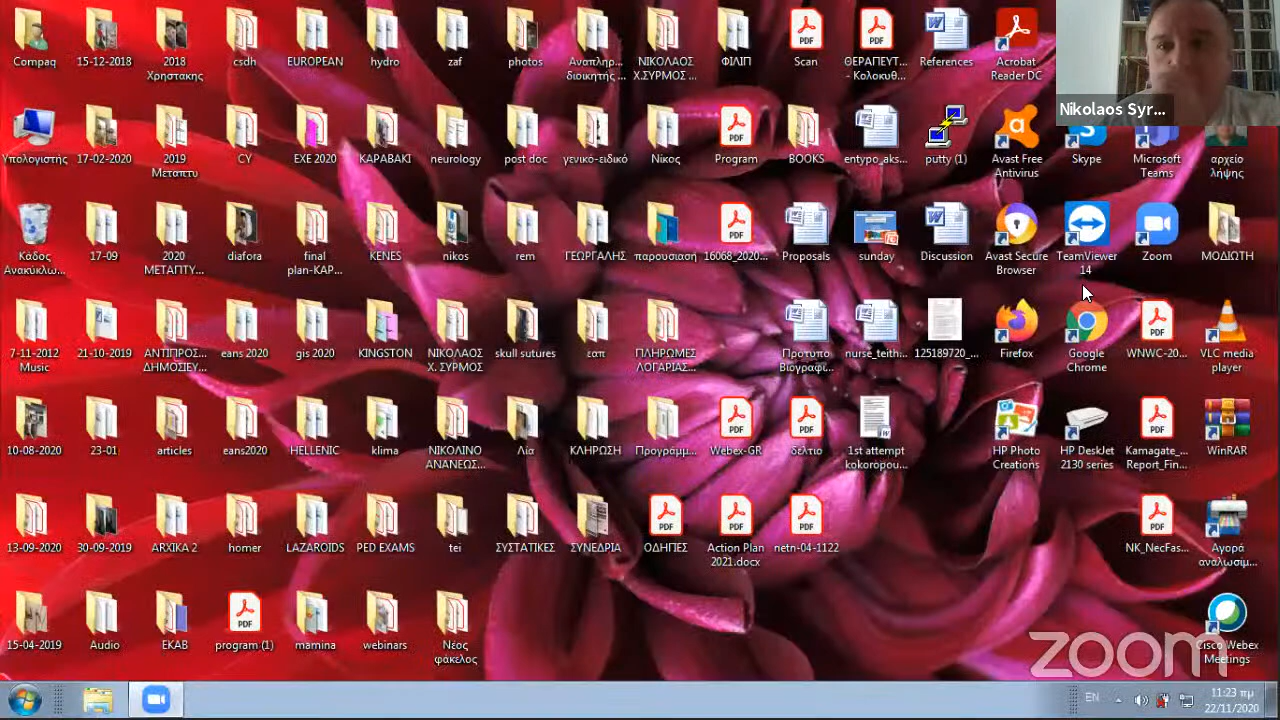 Compaq
15-12-2018
2018
Χρηστακης
csdh
EUROPEAN
hydro
zaf
photos
Αναπληρ...
διοικητής ...
ΝΙΚΟΛΑΟΣ
Χ.ΣΥΡΜΟΣ ...
ΦΙΛΙΠ
Scan
ΘΕΡΑΠΕΥΤ...
- Κολοκυθ...
References
Acrobat
Reader DC
Nikolaos Syr...
Υπολογιστής
17-02-2020
2019
Μεταπτυ
CY
EXE 2020
ΚΑΡΑΒΑΚΙ
neurology
post doc
γενικο-ειδικό
Νίκος
Program
BOOKS
entypo_aks...
putty (1)
Avast Free
Antivirus
Skype
Microsoft
Teams
αρχείο
λήψης
Κάδος
Ανακύκλω...
17-09
2020
ΜΕΤΑΠΤΥ...
diafora
final
plan-KAP...
KENES
nikos
rem
ΓΕΩΡΓΑΛΗΣ
παρουσιασή
16068_2020...
Proposals
sunday
Discussion
Avast Secure
Browser
TeamViewer
14
Zoom
ΜΟΔΙΩΤΗ
7-11-2012
Music
21-10-2019
ΑΝΤΙΠΡΟΣ...
ΔΗΜΟΣΙΕΥ...
eans 2020
gis 2020
KINGSTON
ΝΙΚΟΛΑΟΣ
Χ. ΣΥΡΜΟΣ
skull sutures
εαπ
ΠΛΗΡΩΜΕΣ
ΛΟΓΑΡΙΑΣ...
Πρότυπο
Βιογραφι...
nurse_teith...
125189720_...
Firefox
Google
Chrome
WNWC-20...
VLC media
player
10-08-2020
23-01
articles
eans2020
HELLENIC
klima
ΝΙΚΟΛΙΝΟ
ΑΝΑΝΕΩΣ...
Λία
ΚΛΗΡΩΣΗ
Προγράμμ...
Webex-GR
δελτιο
1st attempt
kokoropou...
HP Photo
Creations
HP DeskJet
2130 series
Kamagate_...
Report_Fin...
WinRAR
13-09-2020
30-09-2019
ARXIKA 2
homer
LAZAROIDS
PED EXAMS
tei
ΣΥΣΤΑΤΙΚΕΣ
ΣΥΝΕΔΡΙΑ
ΟΔΗΓΙΕΣ
Action Plan
2021.docx
netn-04-1122
NK_NecFas...
Αγορά
αναλωσιμ...
15-04-2019
Audio
EKAB
program (1)
mamina
webinars
Νέος
φάκελος
Cisco Webex
Meetings
zoom
EN
11:23 πμ
22/11/2020